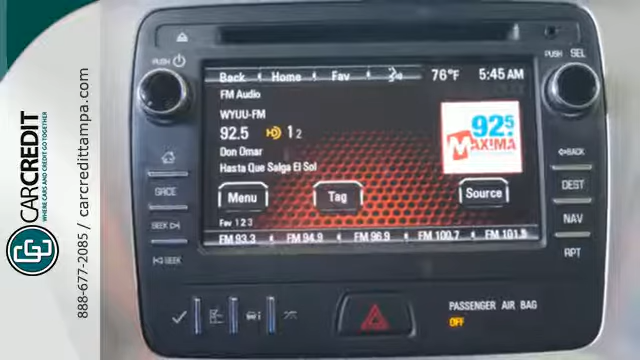 CARCREDIT
WHERE CARS AND CREDIT GO TOGETHER
888-677-2085 / carcredittampa.com
PUSH
PUSH SEL
Back Home Fav 76°F 5:45 AM
FM Audio
WYUU-FM
92.5 HD 1 2
Don Omar
Hasta Que Salga El Sol
92.5
MAXIMA
Menu Tag Source
Fav 1 2 3
FM 93.3 FM 94.9 FM 96.9 FM 100.7 FM 101.5
SRCE
SEEK
SEEK
BACK
DEST
NAV
RPT
PASSENGER AIR BAG
OFF